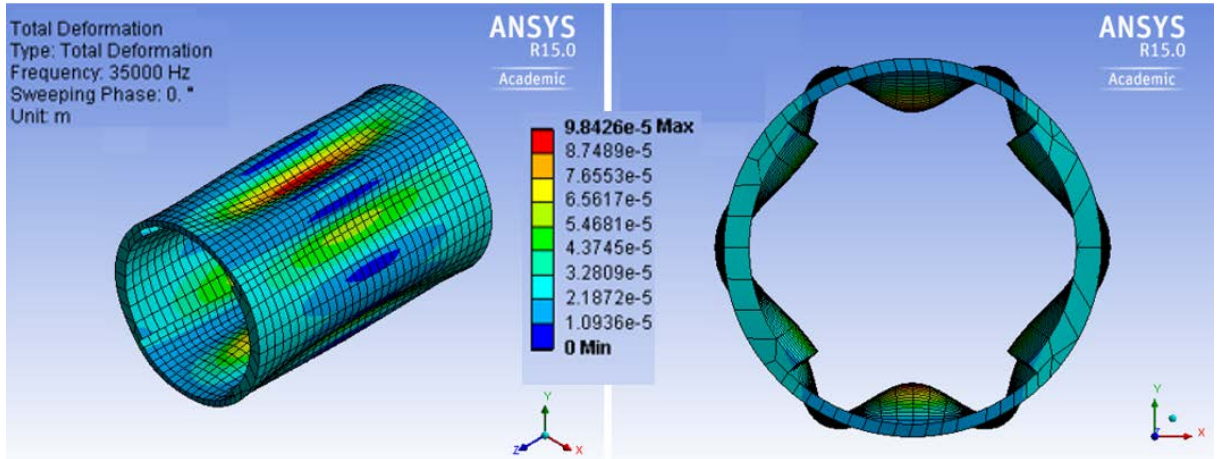 Total Deformation
Type: Total Deformation
Frequency: 35000 Hz
Sweeping Phase: 0. °
Unit: m
ANSYS
R15.0
Academic
9.8426e-5 Max
8.7489e-5
7.6553e-5
6.5617e-5
5.4681e-5
4.3745e-5
3.2809e-5
2.1872e-5
1.0936e-5
0 Min
Y
Z
X
ANSYS
R15.0
Academic
Y
Z
X